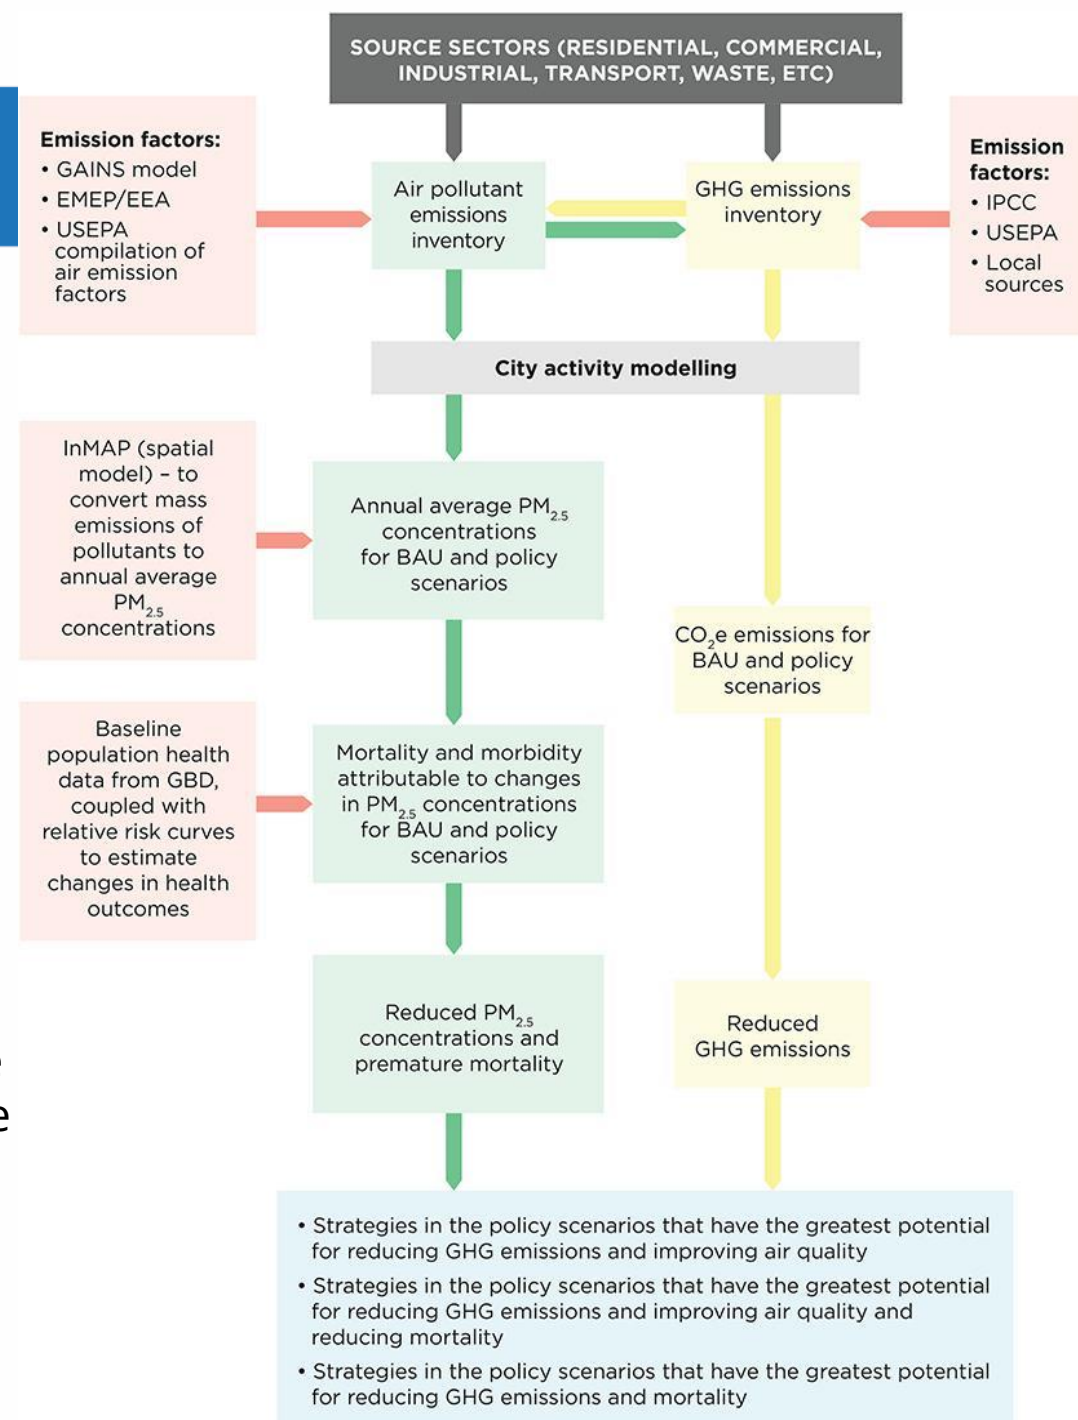 SOURCE SECTORS (RESIDENTIAL, COMMERCIAL,
INDUSTRIAL, TRANSPORT, WASTE, ETC)
Emission factors:
• GAINS model
• EMEP/EEA
• USEPA
compilation of
air emission
factors
Air pollutant
emissions
inventory
GHG emissions
inventory
Emission
factors:
• IPCC
• USEPA
• Local
sources
City activity modelling
InMAP (spatial
model) – to
convert mass
emissions of
pollutants to
annual average
PM2.5
concentrations
Annual average PM2.5
concentrations
for BAU and policy
scenarios
CO2e emissions for
BAU and policy
scenarios
Baseline
population health
data from GBD,
coupled with
relative risk curves
to estimate
changes in health
outcomes
Mortality and morbidity
attributable to changes
in PM2.5 concentrations
for BAU and policy
scenarios
Reduced PM2.5
concentrations and
premature mortality
Reduced
GHG emissions
e
• Strategies in the policy scenarios that have the greatest potential
for reducing GHG emissions and improving air quality
• Strategies in the policy scenarios that have the greatest potential
for reducing GHG emissions and improving air quality and
reducing mortality
• Strategies in the policy scenarios that have the greatest potential
for reducing GHG emissions and mortality